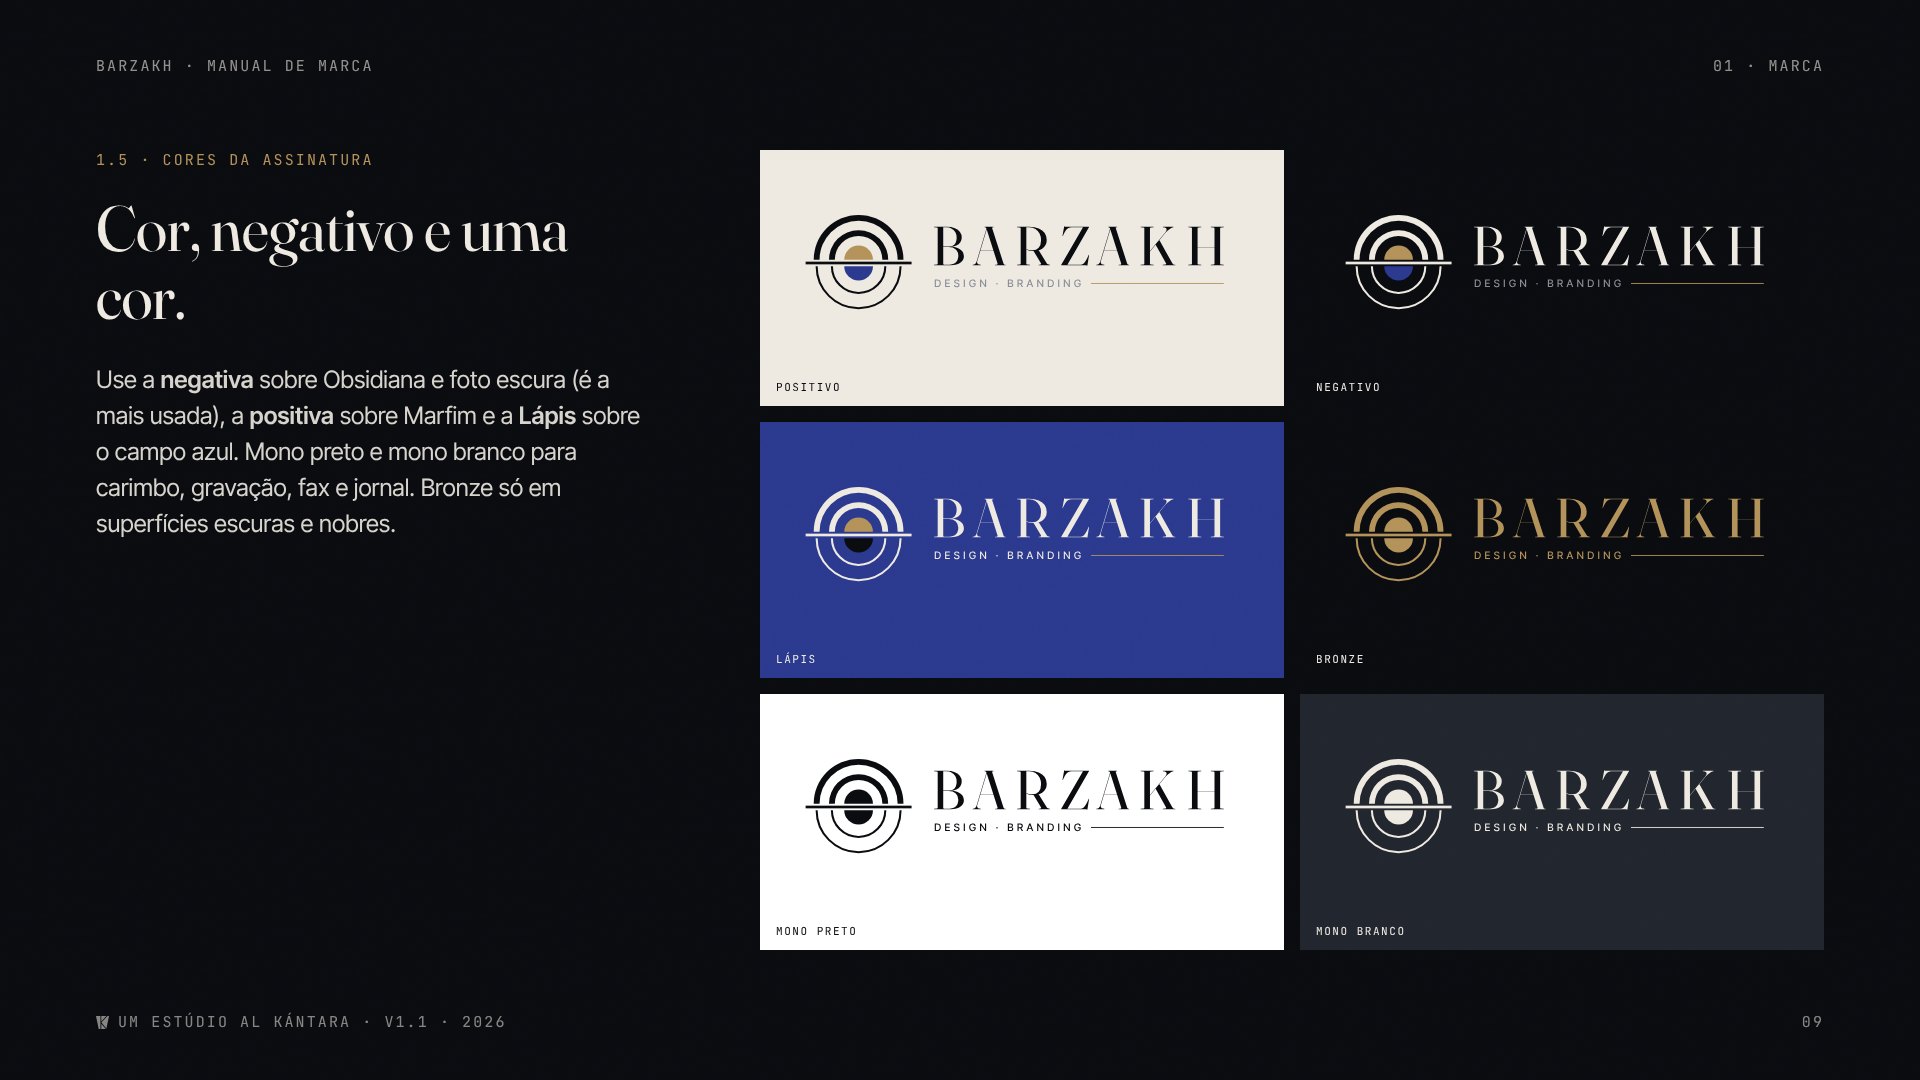 BARZAKH · MANUAL DE MARCA
01 · MARCA
1.5 · CORES DA ASSINATURA
Cor, negativo e uma
cor.
Use a negativa sobre Obsidiana e foto escura (é a
mais usada), a positiva sobre Marfim e a Lápis sobre
o campo azul. Mono preto e mono branco para
carimbo, gravação, fax e jornal. Bronze só em
superfícies escuras e nobres.
BARZAKH
DESIGN · BRANDING
POSITIVO
BARZAKH
DESIGN · BRANDING
NEGATIVO
BARZAKH
DESIGN · BRANDING
LÁPIS
BARZAKH
DESIGN · BRANDING
BRONZE
BARZAKH
DESIGN · BRANDING
MONO PRETO
BARZAKH
DESIGN · BRANDING
MONO BRANCO
UM ESTÚDIO AL KÁNTARA · V1.1 · 2026
09